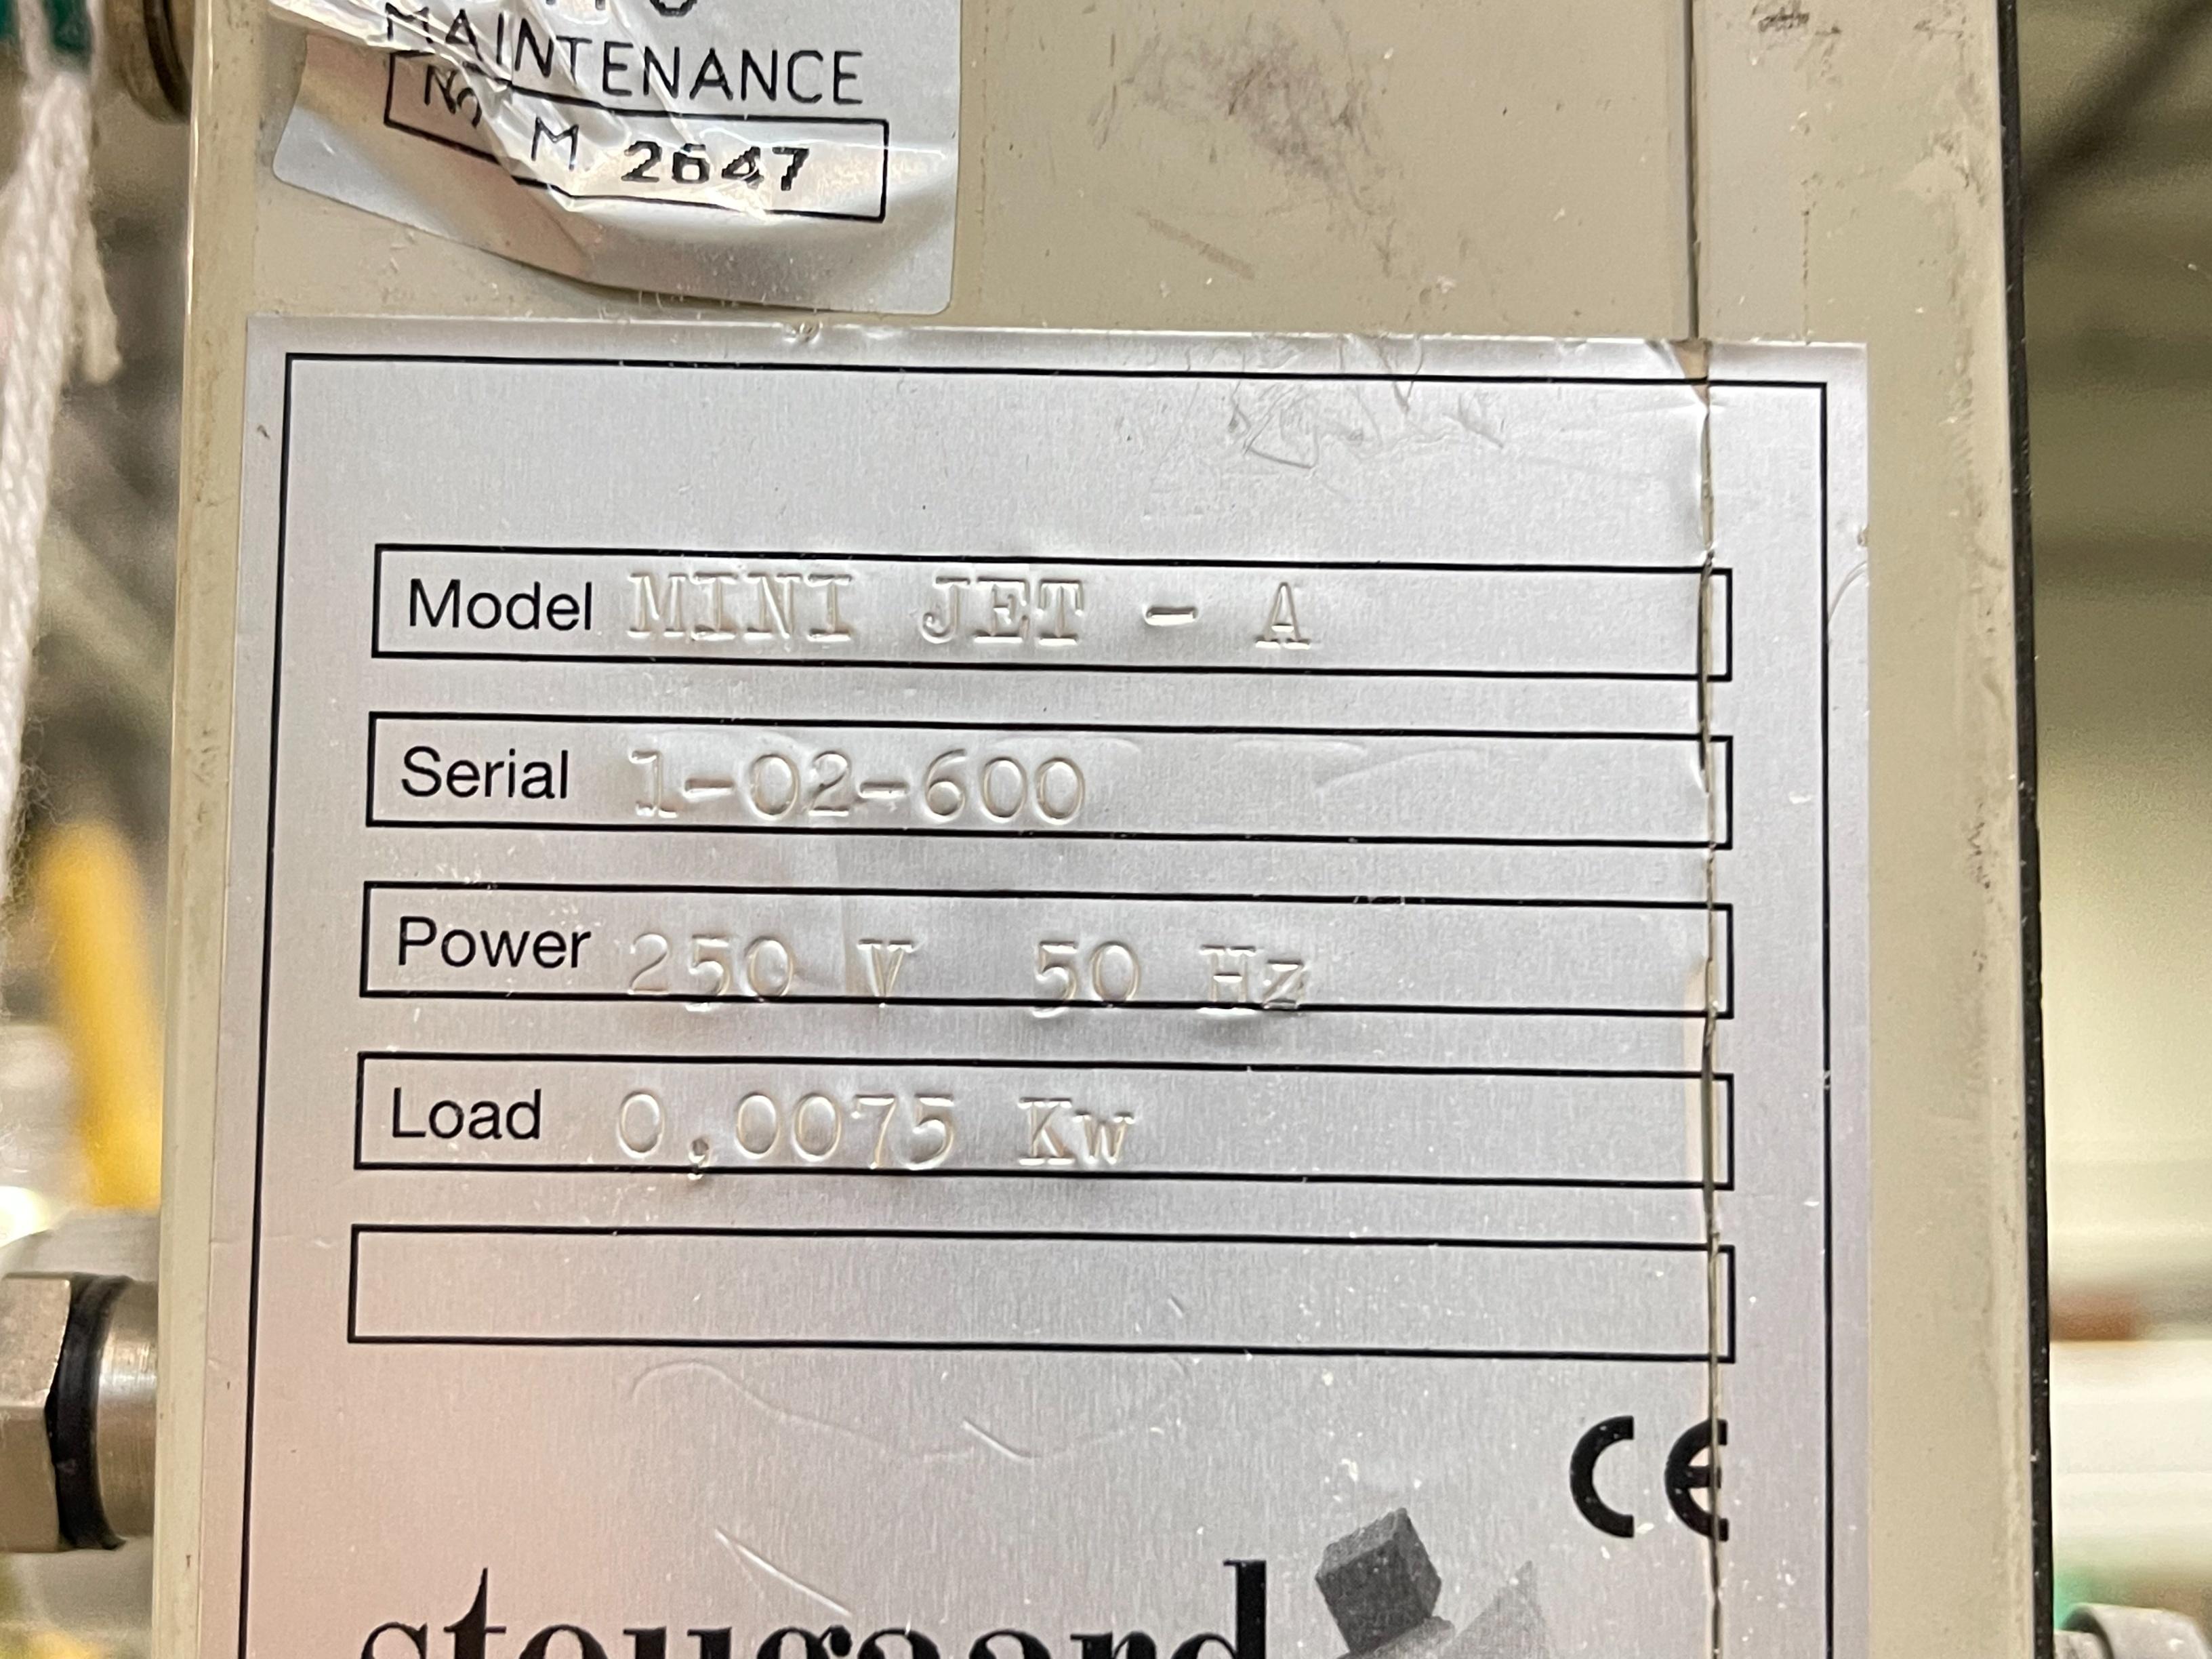 MAINTENANCE
No M 2647
Model MINI JET - A
Serial 1-02-600
Power 250 V 50 Hz
Load 0,0075 Kw
CE
stougaard